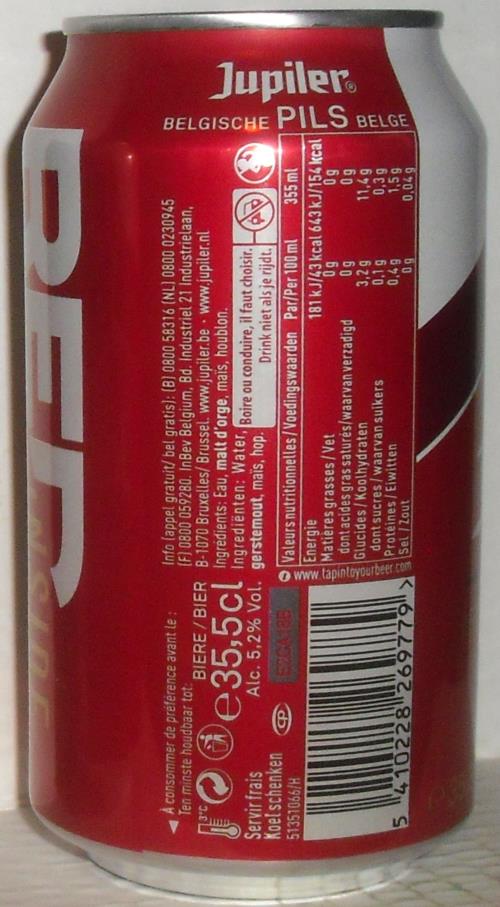 Jupiler®
BELGISCHE PILS BELGE
RED
Info (appel gratuit/ bel gratis): (B) 0800 58316 (NL) 0800 0230945
(F) 0800 059280. InBev Belgium, Bd. Industriel 21 Industrielaan,
B-1070 Bruxelles/ Brussel. www.jupiler.be - www.jupiler.nl
Ingrédients: Eau, malt d'orge, maïs, houblon.
Ingrediënten: Water,
gerstemout, maïs, hop.
Boire ou conduire, il faut choisir.
Drink niet als je rijdt.
Valeurs nutritionnelles / Voedingswaarden Par/Per 100 ml 355 ml
Energie 181 kJ/43 kcal 643 kJ/154 kcal
Matières grasses / Vet 0 g 0 g
dont acides gras saturés/waarvan verzadigd 0 g 0 g
Glucides / Koolhydraten 3,2 g 11,4 g
dont sucres / waarvan suikers 0,1 g 0,3 g
Protéines / Eiwitten 0,4 g 1,5 g
Sel / Zout 0 g 0,04 g
www.tapintoyourbeer.com
À consommer de préférence avant le :
Ten minste houdbaar tot:
BIERE / BIER
e35,5cl
Alc. 5,2% Vol.
3°C
Servir frais
Koel schenken
51351066/H
5 410228 269779 >